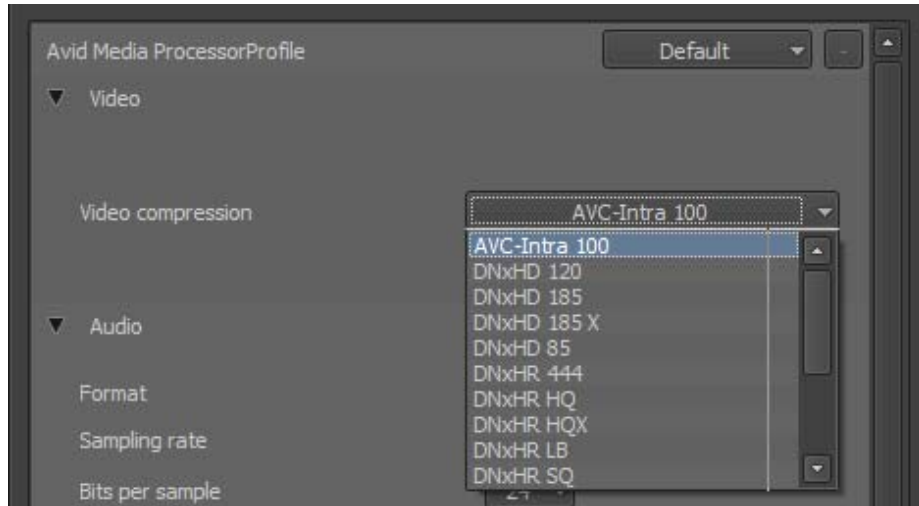 Avid Media ProcessorProfile Default -
Video
Video compression AVC-Intra 100
AVC-Intra 100
DNxHD 120
DNxHD 185
DNxHD 185 X
DNxHD 85
DNxHR 444
DNxHR HQ
DNxHR HQX
DNxHR LB
DNxHR SQ
Audio
Format
Sampling rate
Bits per sample 24